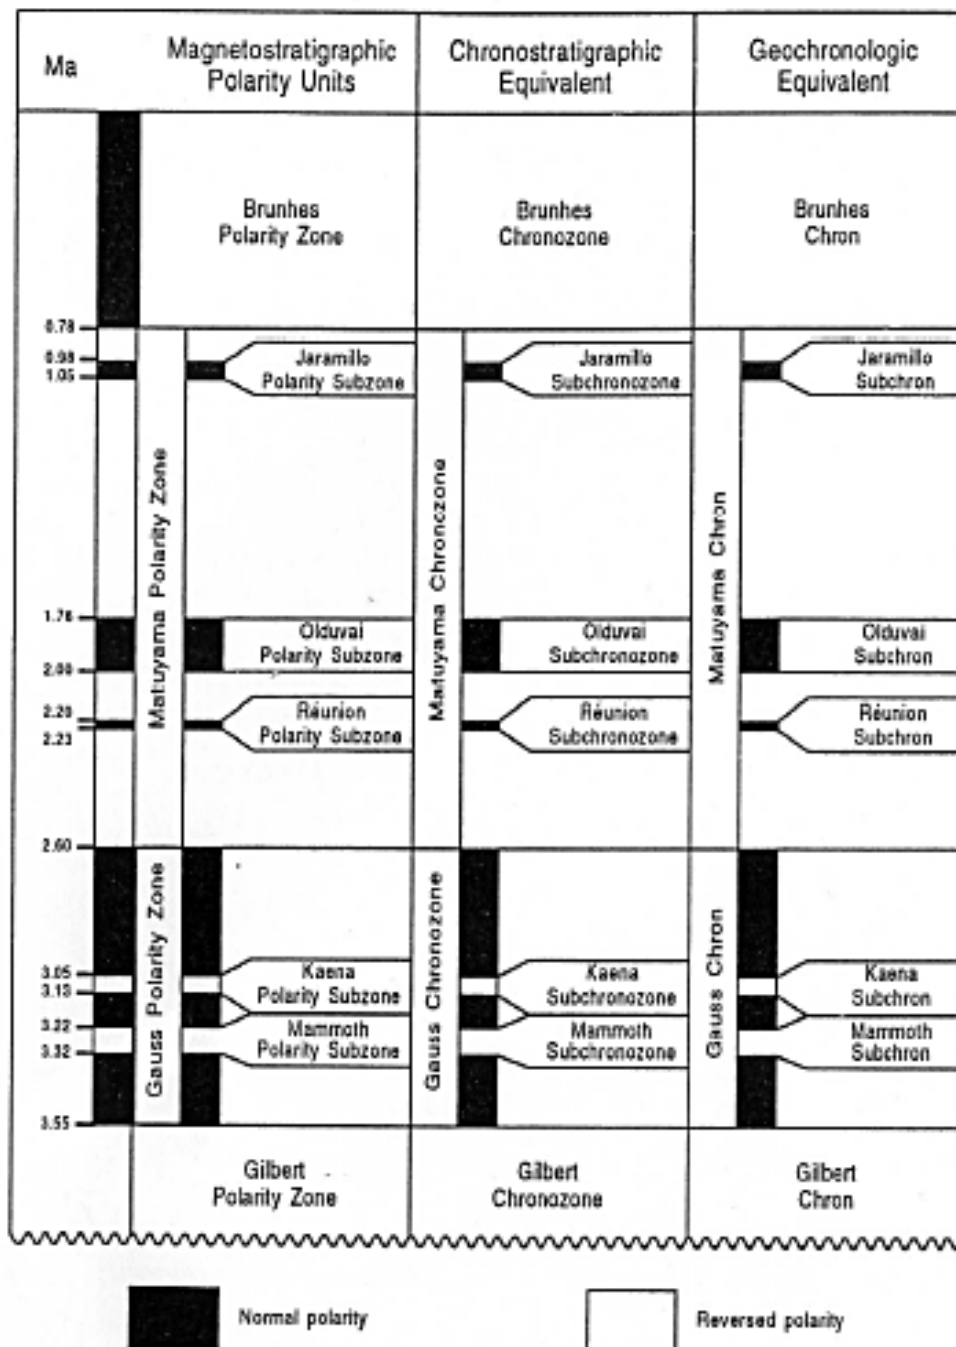 Ma
Magnetostratigraphic
Polarity Units
Chronostratigraphic
Equivalent
Geochronologic
Equivalent
Brunhes
Polarity Zone
Brunhes
Chronozone
Brunhes
Chron
0.78
0.98
1.05
Jaramillo
Polarity Subzone
Jaramillo
Subchronozone
Jaramillo
Subchron
Matuyama Polarity Zone
Matuyama Chronozone
Matuyama Chron
1.76
Olduvai
Polarity Subzone
Olduvai
Subchronozone
Olduvai
Subchron
2.00
2.20
2.23
Réunion
Polarity Subzone
Réunion
Subchronozone
Réunion
Subchron
2.60
Gauss Polarity Zone
Gauss Chronozone
Gauss Chron
3.05
3.13
Kaena
Polarity Subzone
Kaena
Subchronozone
Kaena
Subchron
3.22
3.32
Mammoth
Polarity Subzone
Mammoth
Subchronozone
Mammoth
Subchron
3.55
Gilbert
Polarity Zone
Gilbert
Chronozone
Gilbert
Chron
Normal polarity
Reversed polarity